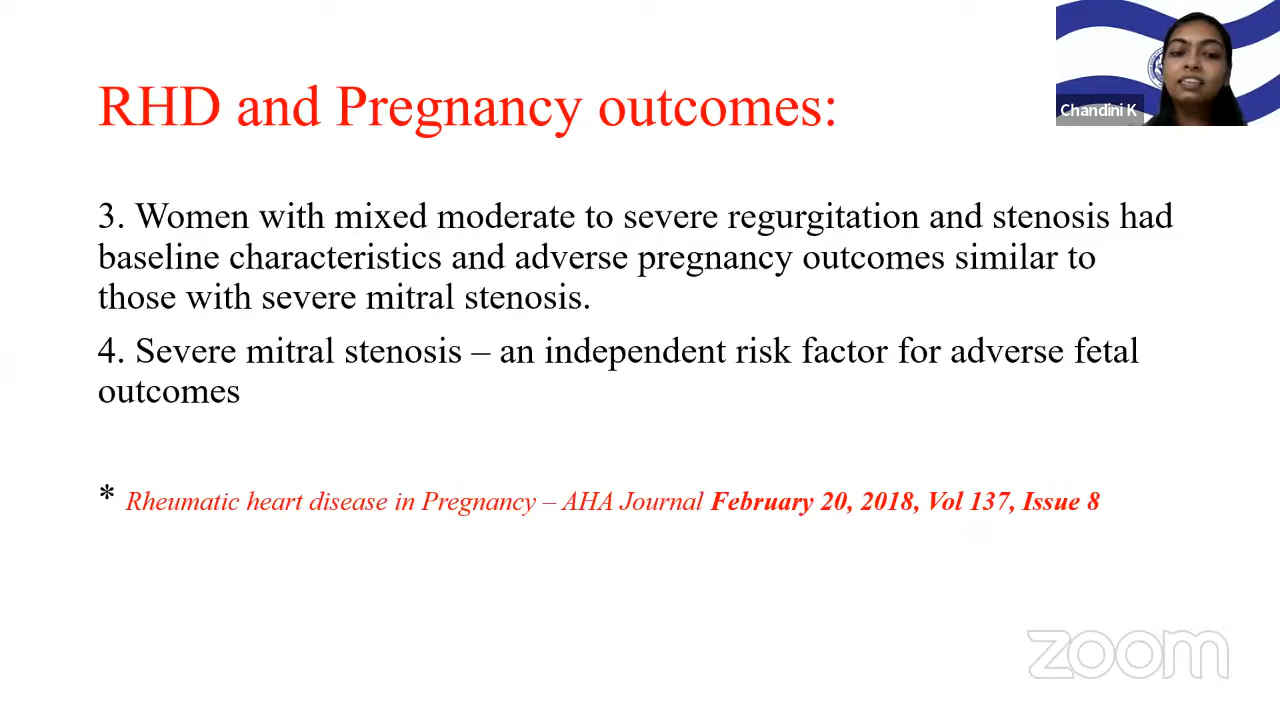 RHD and Pregnancy outcomes:
Chandini K
3. Women with mixed moderate to severe regurgitation and stenosis had
baseline characteristics and adverse pregnancy outcomes similar to
those with severe mitral stenosis.
4. Severe mitral stenosis – an independent risk factor for adverse fetal
outcomes
* Rheumatic heart disease in Pregnancy – AHA Journal February 20, 2018, Vol 137, Issue 8
zoom